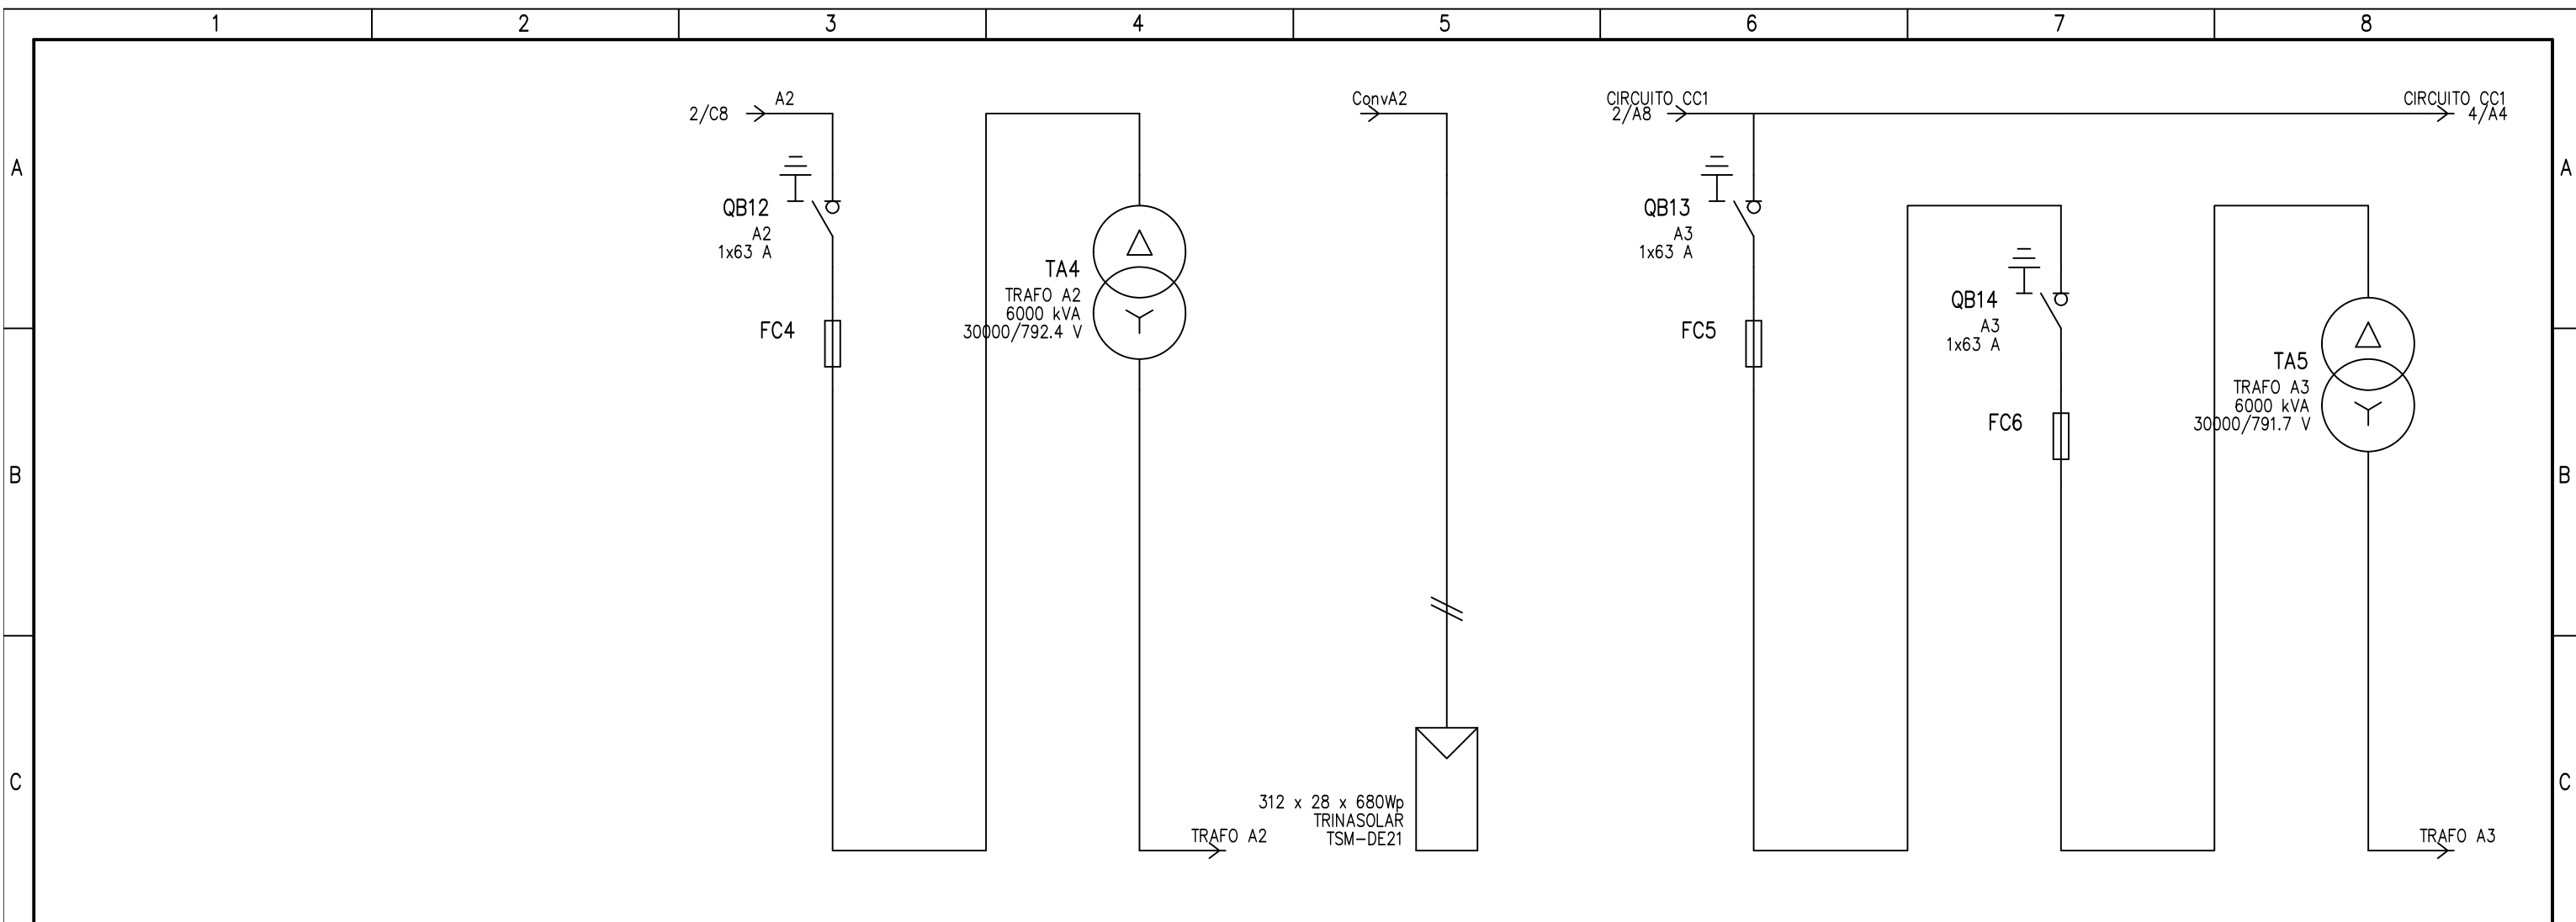 1 2 3 4 5 6 7 8
A
B
C
A2
2/C8
QB12
A2
1x63 A
FC4
TA4
TRAFO A2
6000 kVA
30000/792.4 V
TRAFO A2
ConvA2
312 x 28 x 680Wp
TRINASOLAR
TSM-DE21
CIRCUITO CC1
2/A8
QB13
A3
1x63 A
FC5
QB14
A3
1x63 A
FC6
CIRCUITO CC1
4/A4
TA5
TRAFO A3
6000 kVA
30000/791.7 V
TRAFO A3
A
B
C